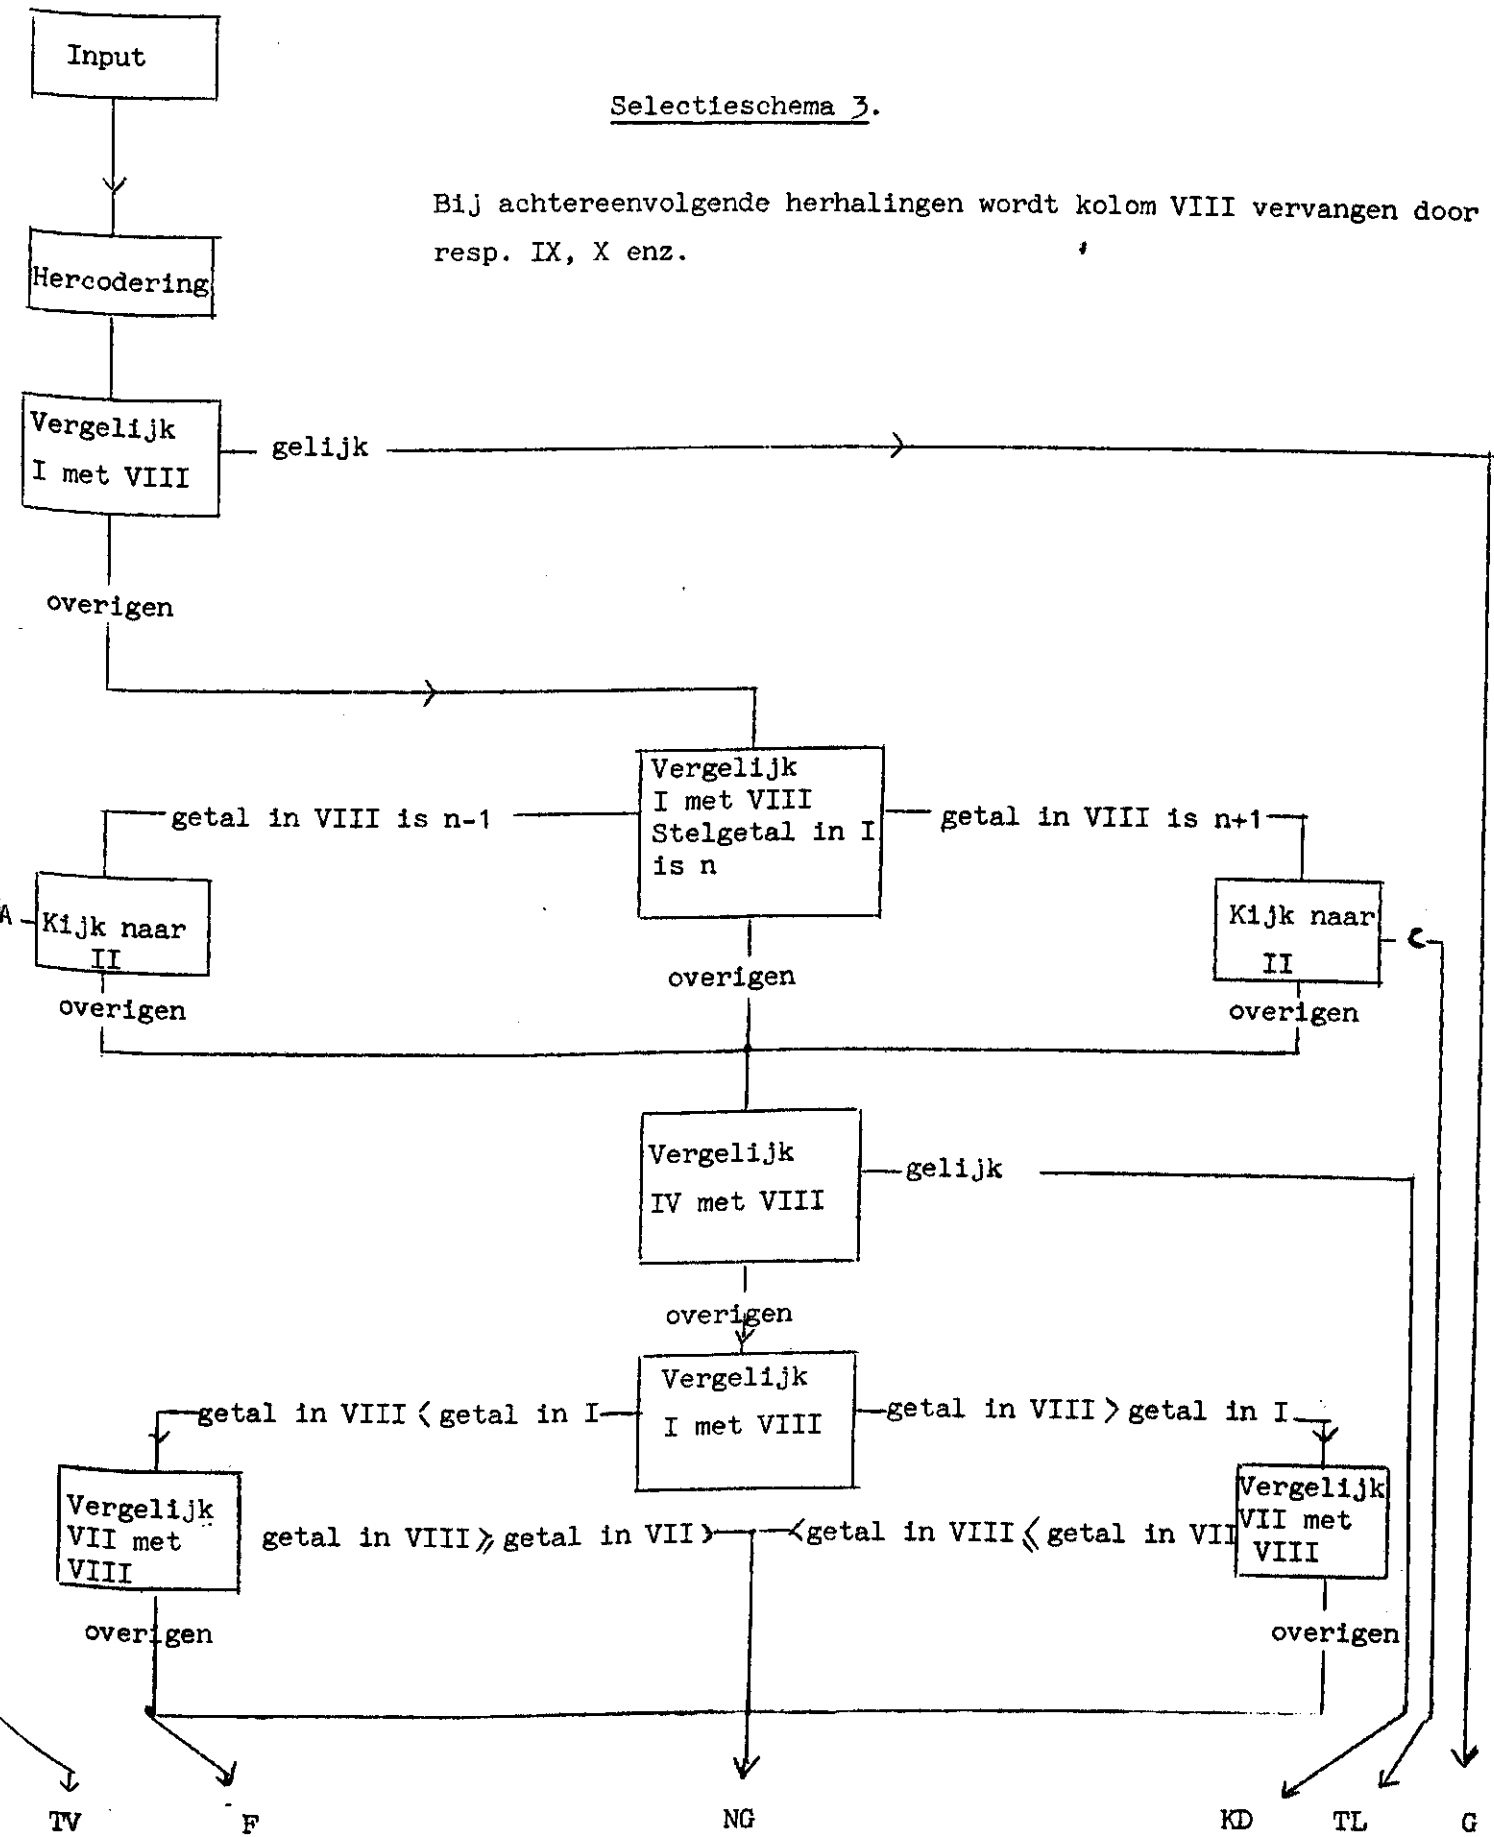 Input
Selectieschema 3.
Bij achtereenvolgende herhalingen wordt kolom VIII vervangen door
resp. IX, X enz.
Hercodering
Vergelijk
I met VIII
gelijk
overigen
Vergelijk
I met VIII
Stelgetal in I
is n
getal in VIII is n-1
getal in VIII is n+1
A
Kijk naar
II
overigen
overigen
Kijk naar
II
C
overigen
Vergelijk
IV met VIII
gelijk
overigen
Vergelijk
I met VIII
getal in VIII < getal in I
getal in VIII > getal in I
Vergelijk
VII met
VIII
getal in VIII ⩾ getal in VII
getal in VIII ⩽ getal in VII
Vergelijk
VII met
VIII
overigen
overigen
TV
F
NG
KD
TL
G